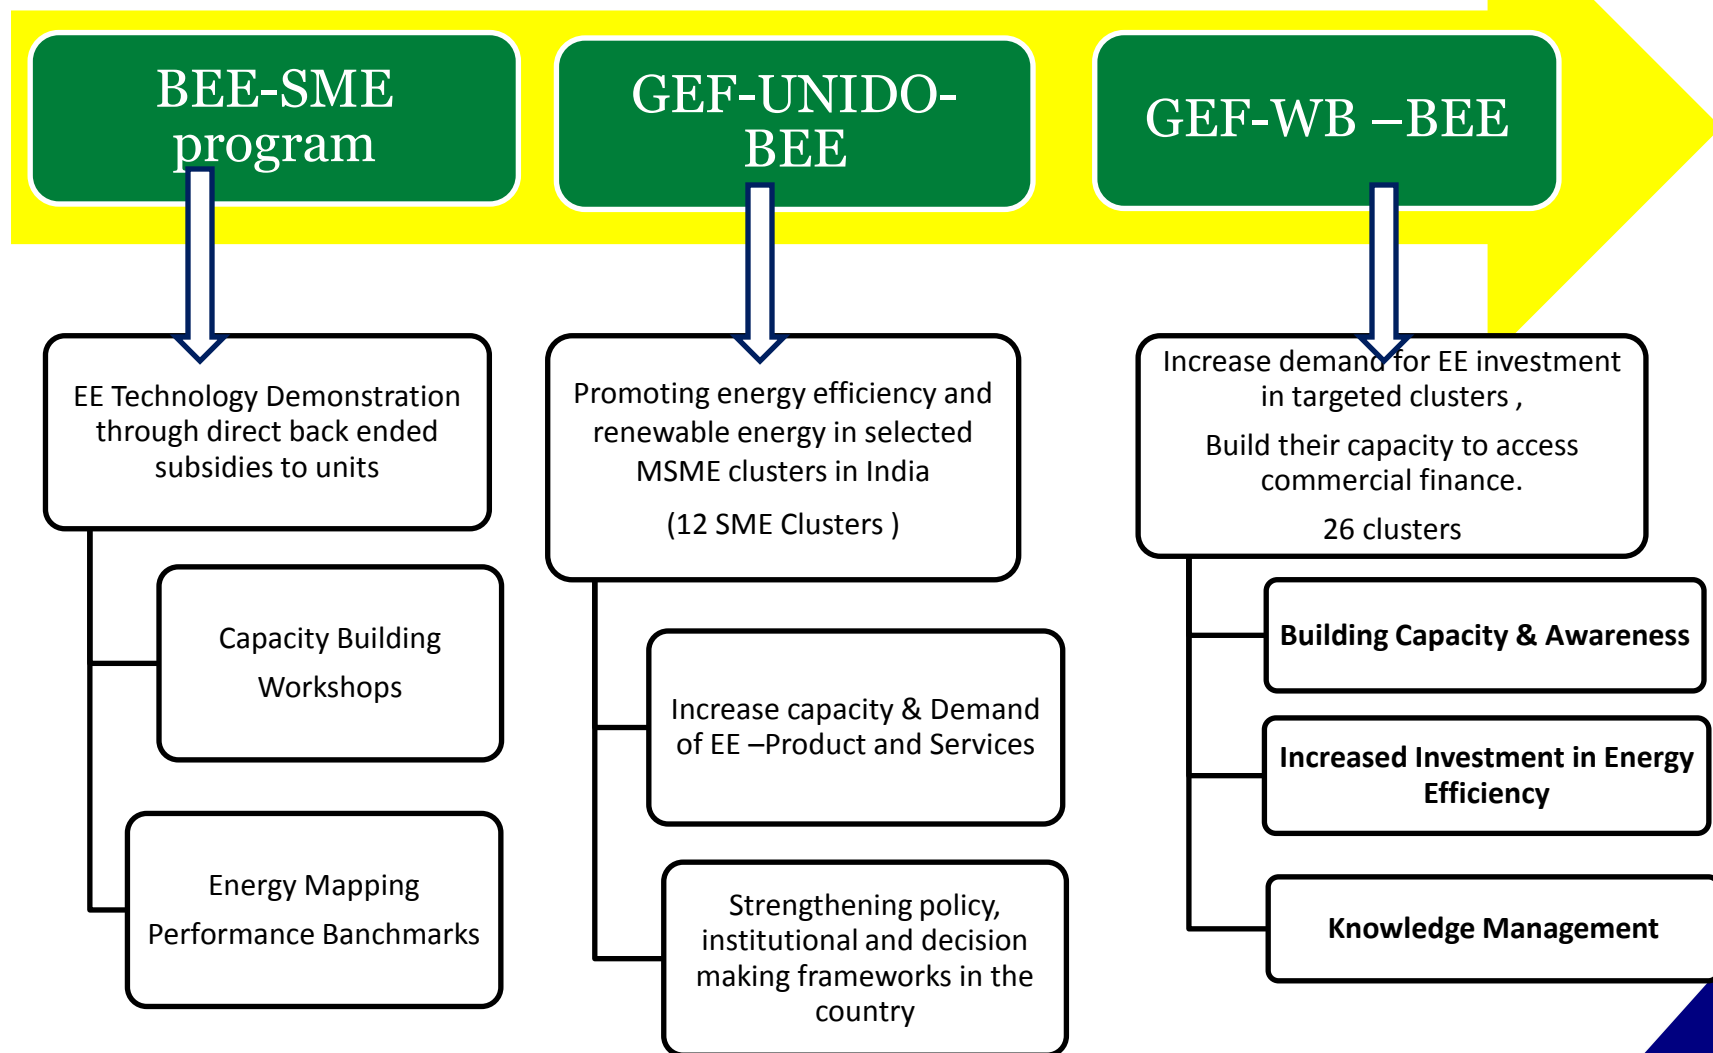 BEE-SME
program
GEF-UNIDO-
BEE
GEF-WB –BEE
EE Technology Demonstration
through direct back ended
subsidies to units
Capacity Building
Workshops
Energy Mapping
Performance Banchmarks
Promoting energy efficiency and
renewable energy in selected
MSME clusters in India
(12 SME Clusters )
Increase capacity & Demand
of EE –Product and Services
Strengthening policy,
institutional and decision
making frameworks in the
country
Increase demand for EE investment
in targeted clusters ,
Build their capacity to access
commercial finance.
26 clusters
Building Capacity & Awareness
Increased Investment in Energy
Efficiency
Knowledge Management